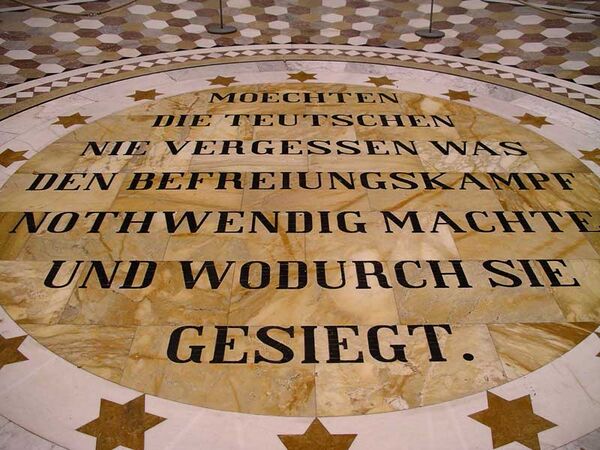 MOECHTEN
DIE TEUTSCHEN
NIE VERGESSEN WAS
DEN BEFREIUNGSKAMPF
NOTHWENDIG MACHTE
UND WODURCH SIE
GESIEGT.